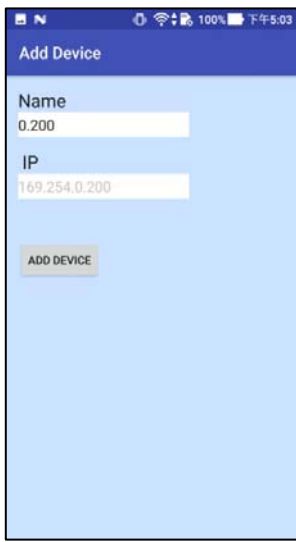 100% 下午5:03
Add Device
Name
0.200
IP
169.254.0.200
ADD DEVICE